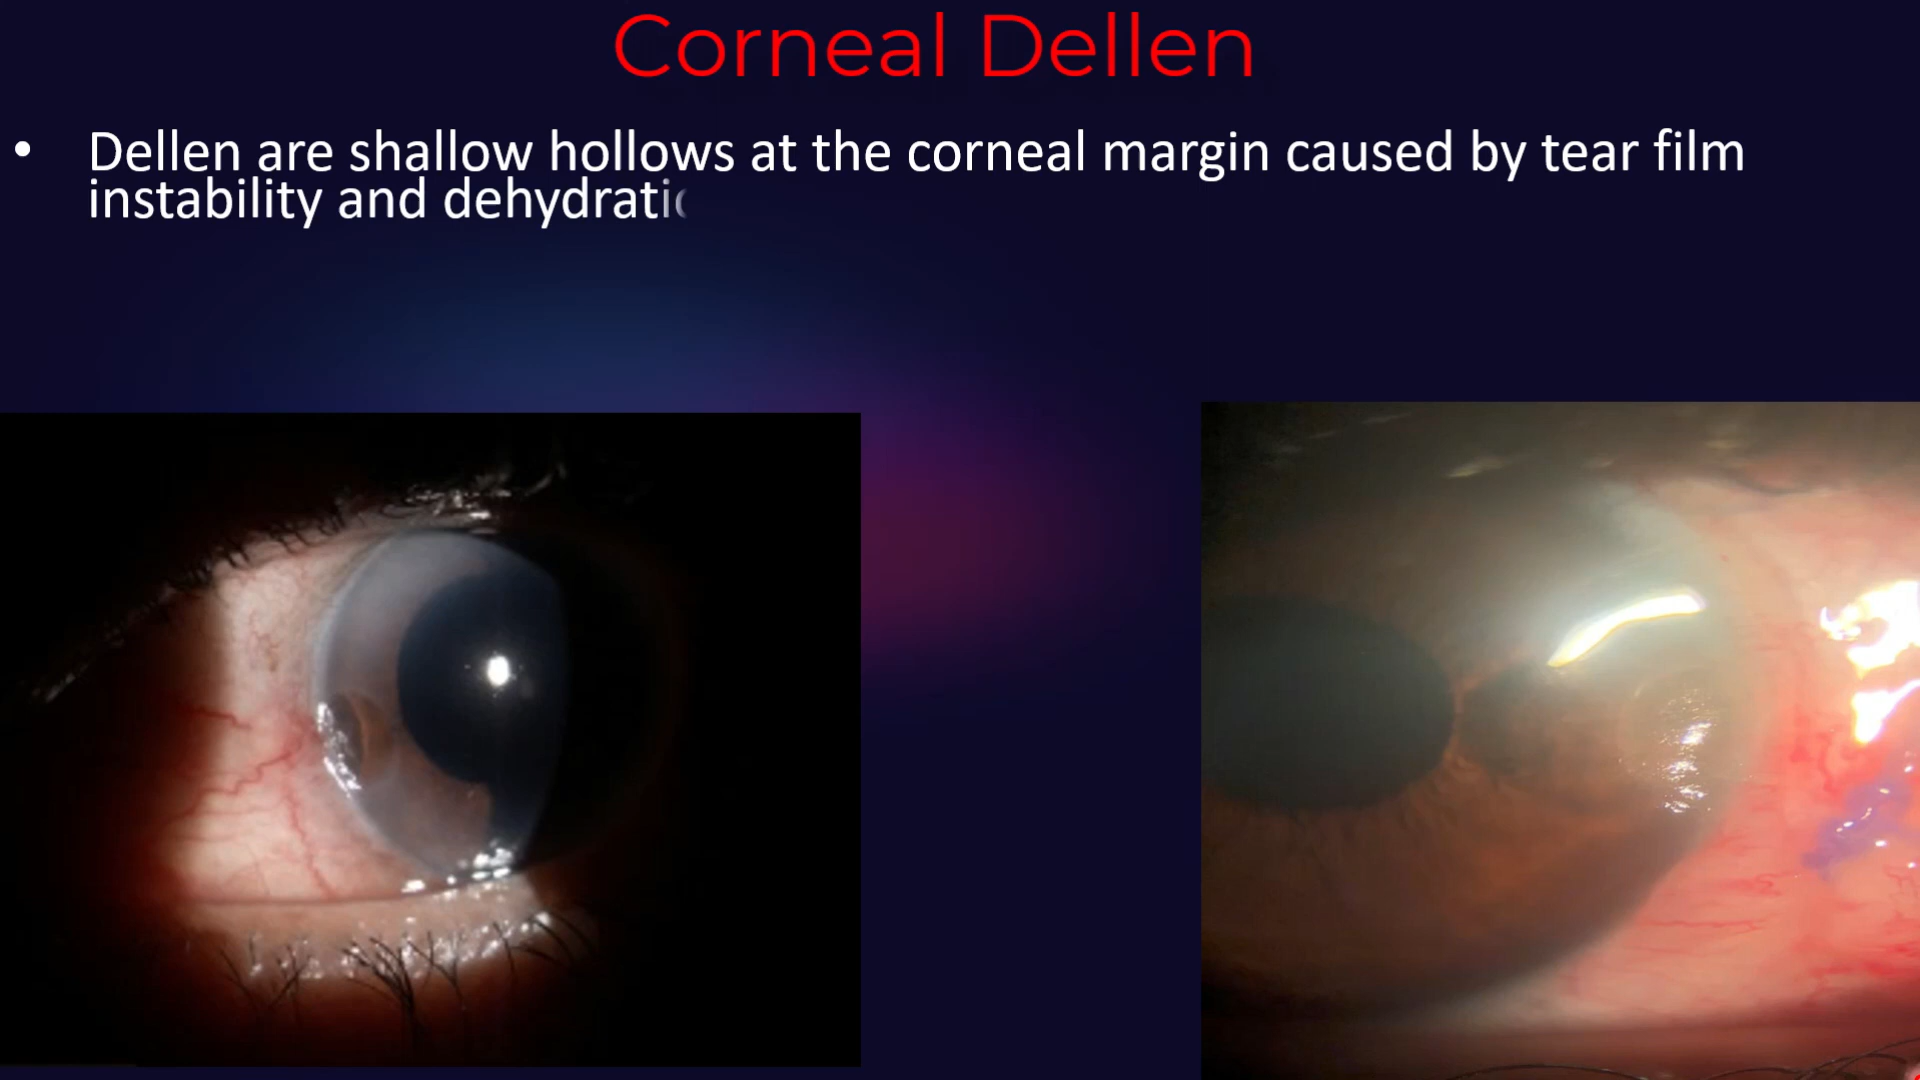 Corneal Dellen
• Dellen are shallow hollows at the corneal margin caused by tear film
instability and